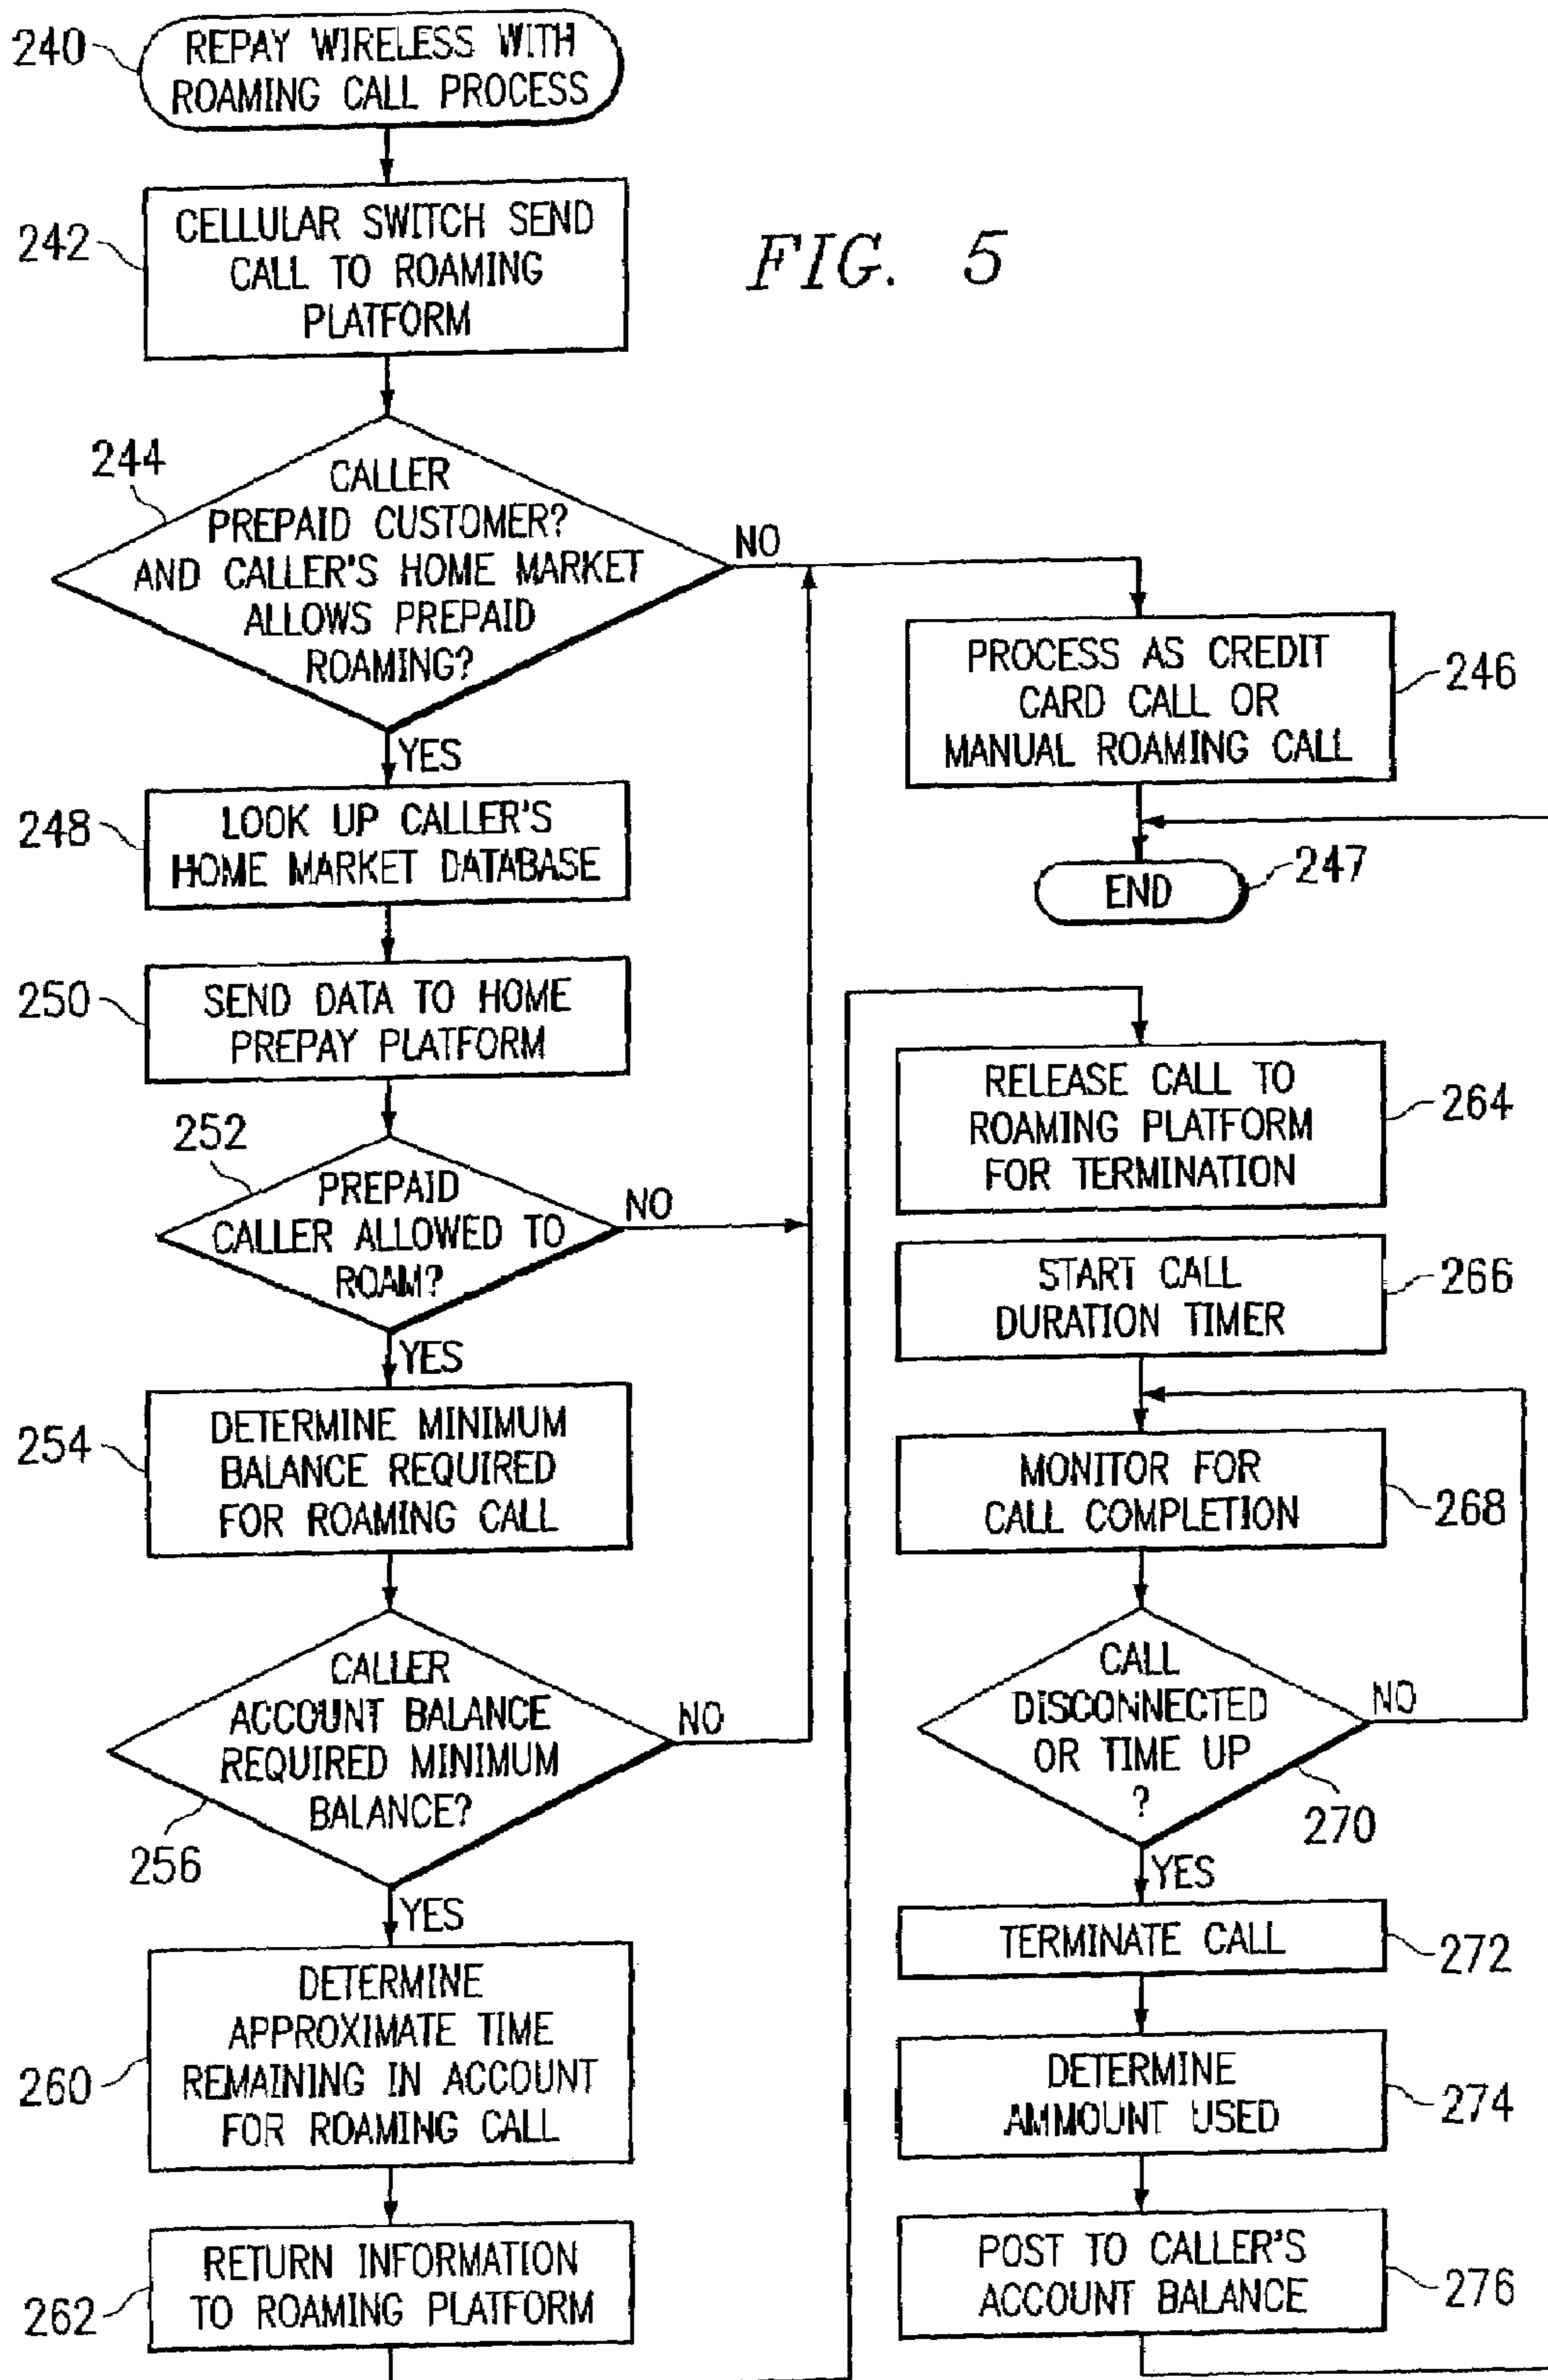 240
REPAY WIRELESS WITH
ROAMING CALL PROCESS
242
CELLULAR SWITCH SEND
CALL TO ROAMING
PLATFORM
FIG. 5
244
CALLER
PREPAID CUSTOMER?
AND CALLER'S HOME MARKET
ALLOWS PREPAID
ROAMING?
NO
YES
PROCESS AS CREDIT
CARD CALL OR
MANUAL ROAMING CALL
246
248
LOOK UP CALLER'S
HOME MARKET DATABASE
END
247
250
SEND DATA TO HOME
PREPAY PLATFORM
252
PREPAID
CALLER ALLOWED TO
ROAM?
NO
YES
254
DETERMINE MINIMUM
BALANCE REQUIRED
FOR ROAMING CALL
CALLER
ACCOUNT BALANCE
REQUIRED MINIMUM
BALANCE?
NO
256
YES
260
DETERMINE
APPROXIMATE TIME
REMAINING IN ACCOUNT
FOR ROAMING CALL
262
RETURN INFORMATION
TO ROAMING PLATFORM
RELEASE CALL TO
ROAMING PLATFORM
FOR TERMINATION
264
START CALL
DURATION TIMER
266
MONITOR FOR
CALL COMPLETION
268
CALL
DISCONNECTED
OR TIME UP
?
NO
270
YES
TERMINATE CALL
272
DETERMINE
AMMOUNT USED
274
POST TO CALLER'S
ACCOUNT BALANCE
276